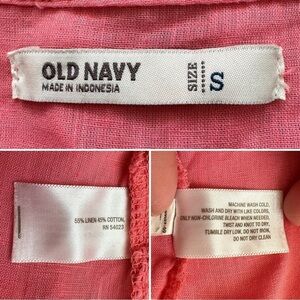 OLD NAVY
MADE IN INDONESIA
SIZE
S
55% LINEN 45% COTTON
RN 54023
MACHINE WASH COLD,
WASH AND DRY WITH LIKE COLORS,
ONLY NON-CHLORINE BLEACH WHEN NEEDED,
TWIST AND KNOT TO DRY,
TUMBLE DRY LOW, DO NOT IRON,
DO NOT DRY CLEAN